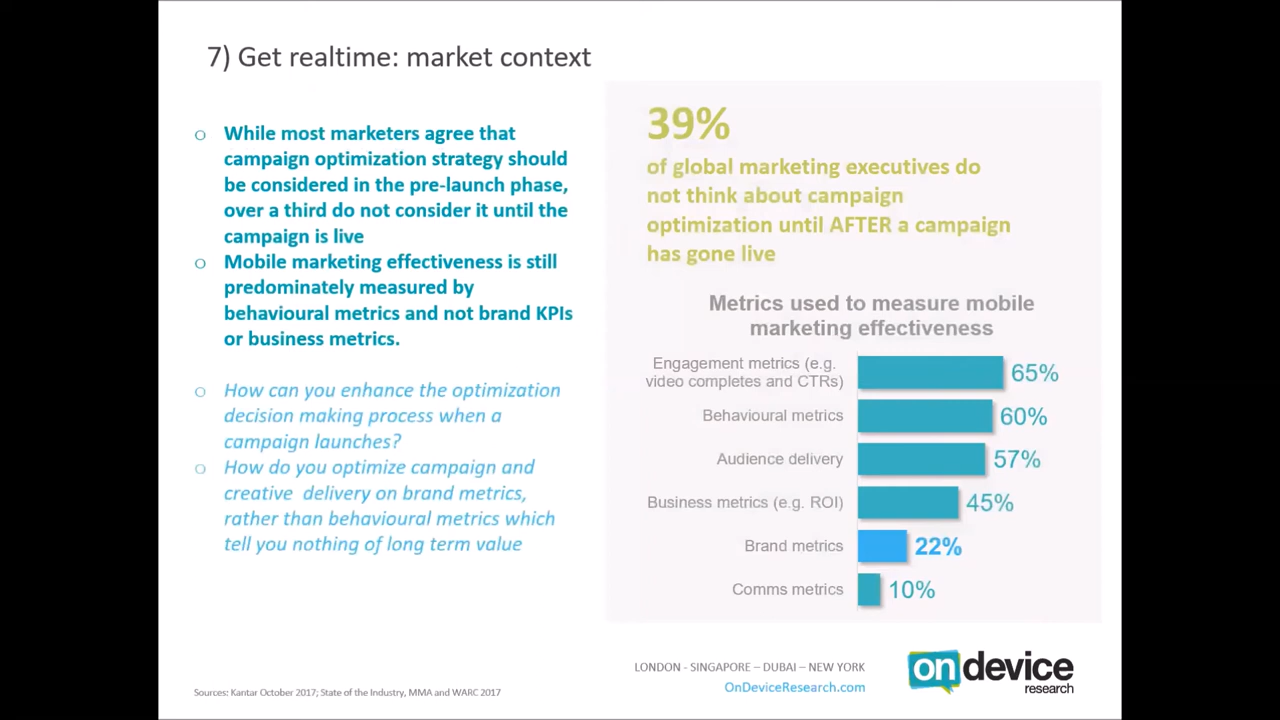 7) Get realtime: market context
o While most marketers agree that
campaign optimization strategy should
be considered in the pre-launch phase,
over a third do not consider it until the
campaign is live
o Mobile marketing effectiveness is still
predominately measured by
behavioural metrics and not brand KPIs
or business metrics.
o How can you enhance the optimization
decision making process when a
campaign launches?
o How do you optimize campaign and
creative  delivery on brand metrics,
rather than behavioural metrics which
tell you nothing of long term value
39%
of global marketing executives do
not think about campaign
optimization until AFTER a campaign
has gone live
Metrics used to measure mobile
marketing effectiveness
Engagement metrics (e.g.
video completes and CTRs) 65%
Behavioural metrics 60%
Audience delivery 57%
Business metrics (e.g. ROI) 45%
Brand metrics 22%
Comms metrics 10%
Sources: Kantar October 2017; State of the Industry, MMA and WARC 2017
LONDON - SINGAPORE – DUBAI – NEW YORK
OnDeviceResearch.com
on device
research